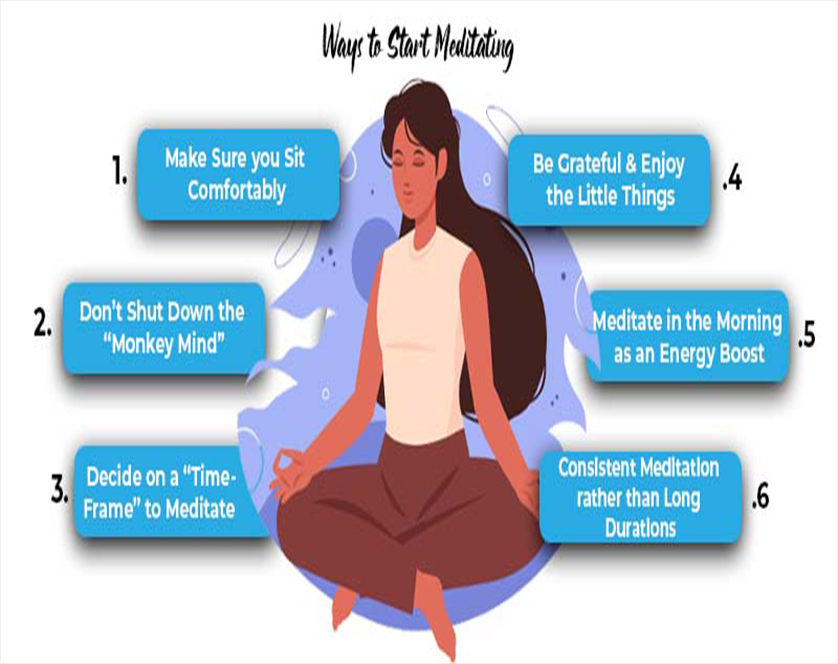 Ways to Start Meditating
1.
Make Sure you Sit
Comfortably
2.
Don't Shut Down the
“Monkey Mind”
3.
Decide on a “Time-
Frame” to Meditate
Be Grateful & Enjoy
the Little Things
.4
Meditate in the Morning
as an Energy Boost
.5
Consistent Meditation
rather than Long
Durations
.6